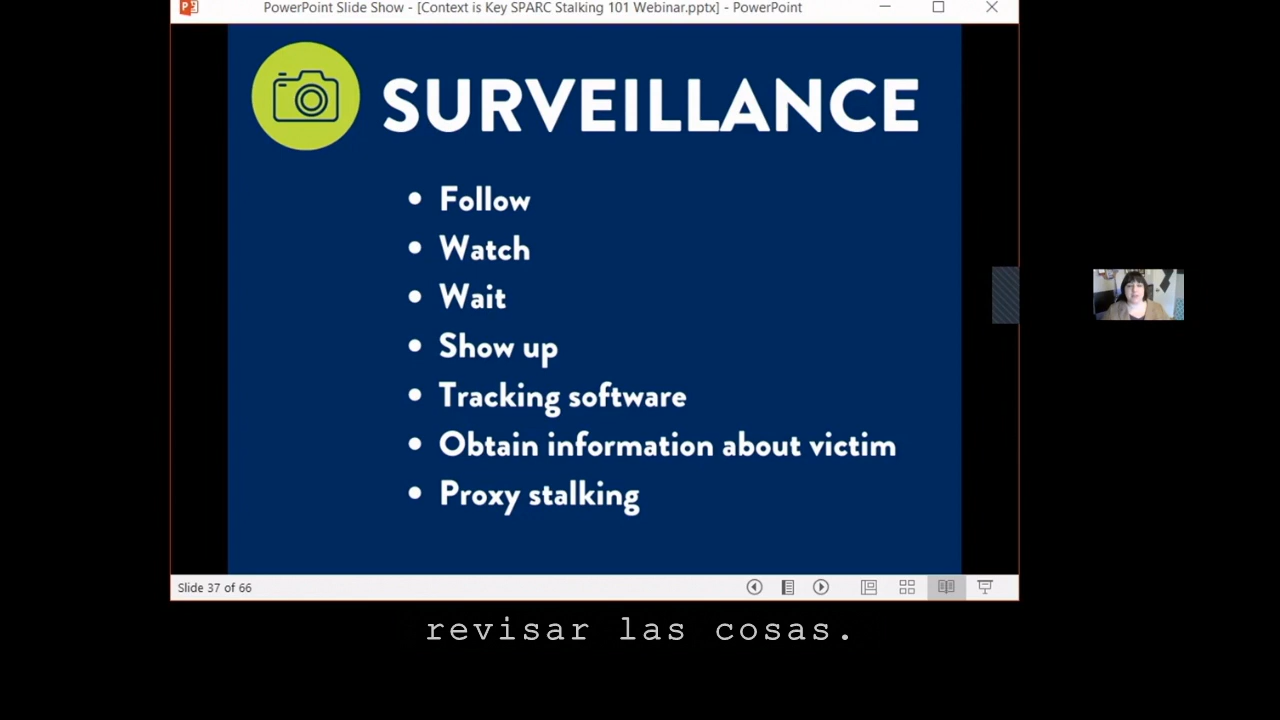 PowerPoint Slide Show - [Context is Key SPARC Stalking 101 Webinar.pptx] - PowerPoint
SURVEILLANCE
• Follow
• Watch
• Wait
• Show up
• Tracking software
• Obtain information about victim
• Proxy stalking
Slide 37 of 66
revisar las cosas.